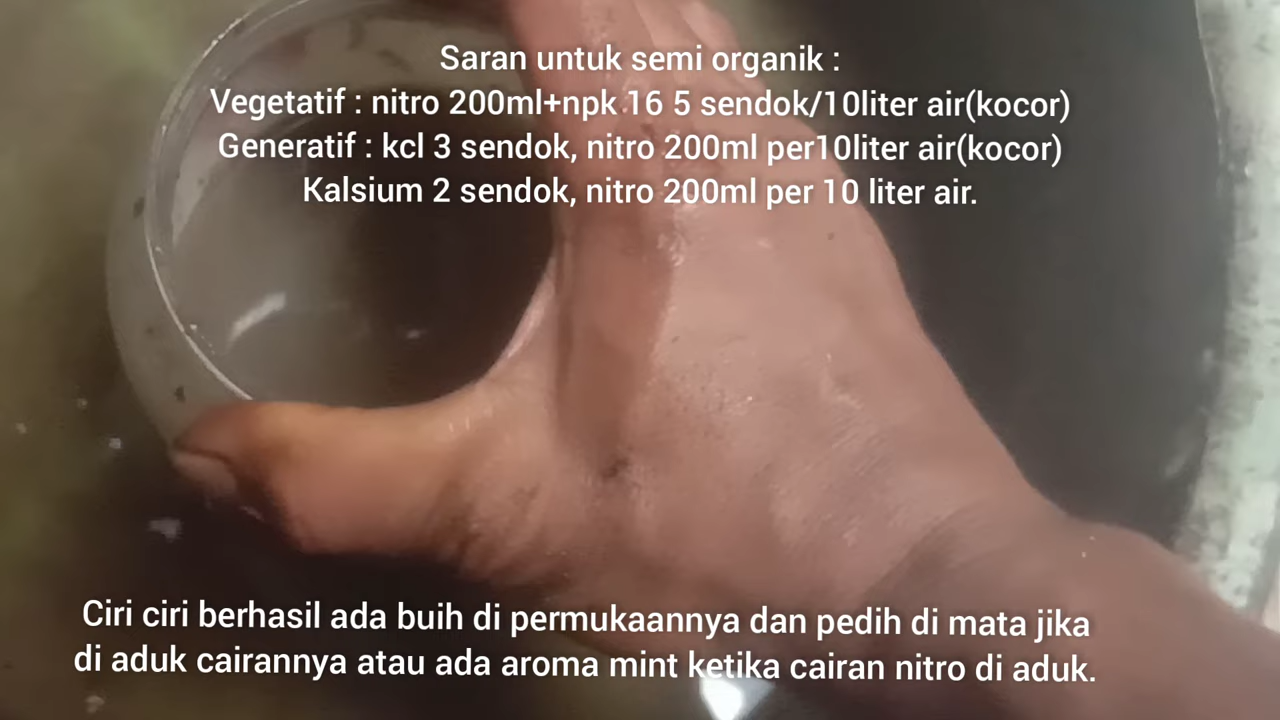 Saran untuk semi organik :
Vegetatif : nitro 200ml+npk 16 5 sendok/10liter air(kocor)
Generatif : kcl 3 sendok, nitro 200ml per10liter air(kocor)
Kalsium 2 sendok, nitro 200ml per 10 liter air.
Ciri ciri berhasil ada buih di permukaannya dan pedih di mata jika
di aduk cairannya atau ada aroma mint ketika cairan nitro di aduk.